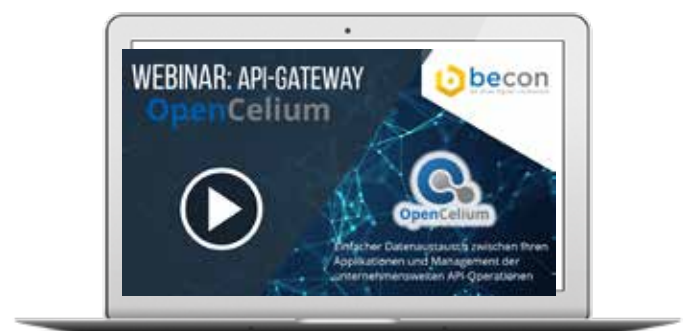 WEBINAR: API-GATEWAY
OpenCelium
becon
OpenCelium
Einfacher Datenaustausch zwischen Ihren
Applikationen und Management der
unternehmensweiten API-Operationen